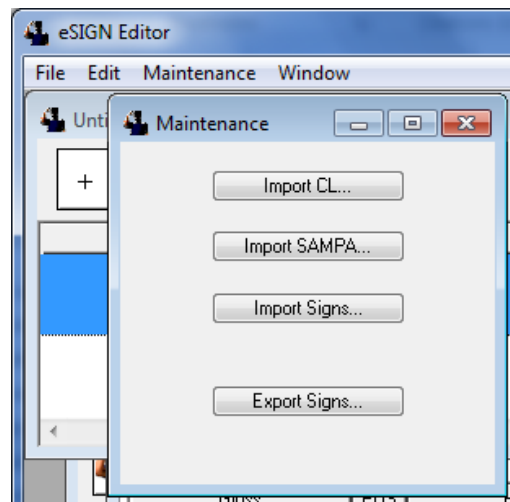 eSIGN Editor
File Edit Maintenance Window
Unti
Maintenance
+
Import CL...
Import SAMPA...
Import Signs...
Export Signs...